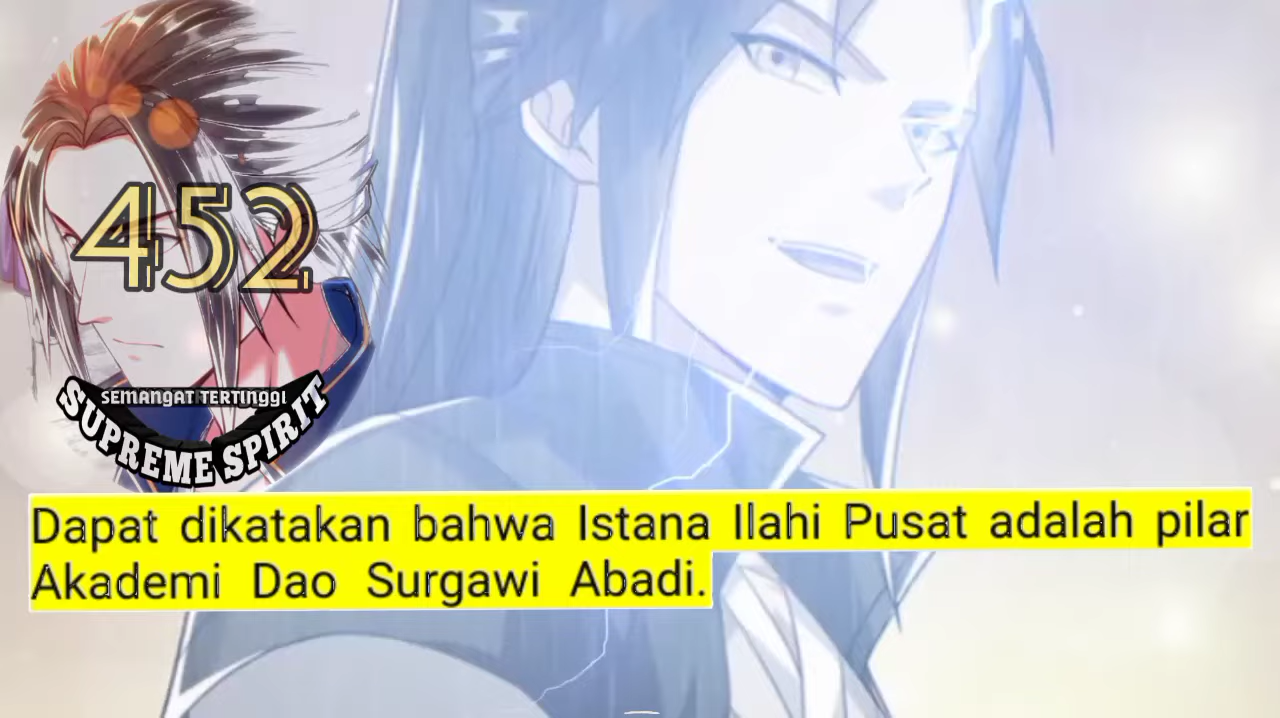 452
SEMANGAT TERTINGGI
SUPREME SPIRIT
Dapat dikatakan bahwa Istana Ilahi Pusat adalah pilar
Akademi Dao Surgawi Abadi.